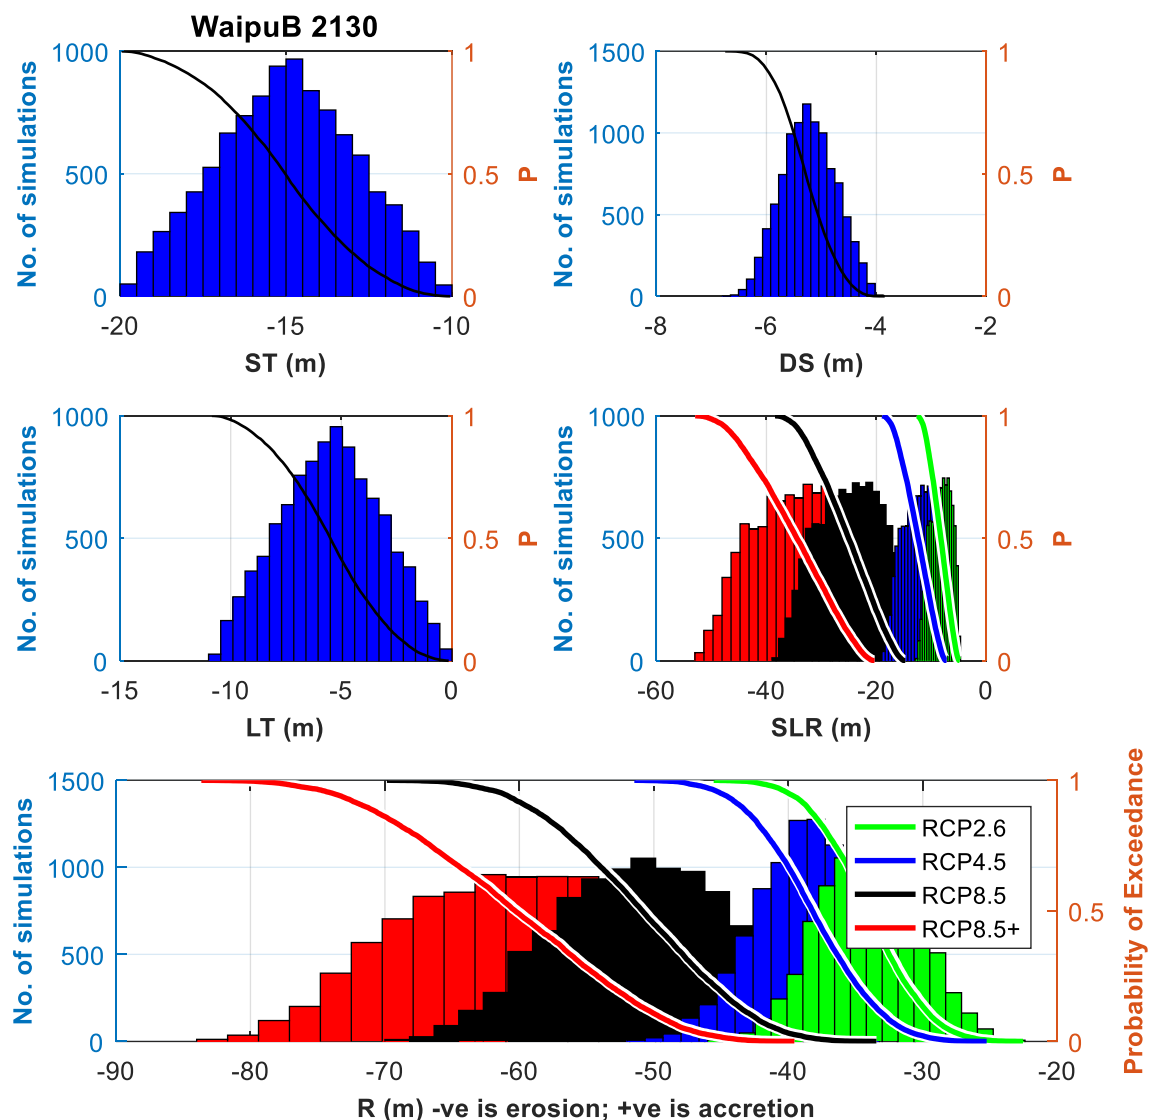 WaipuB 2130
1000
500
0
No. of simulations
1
0.5
0
P
-20
-15
-10
ST (m)
1500
1000
500
0
No. of simulations
1
0.5
0
P
-8
-6
-4
-2
DS (m)
1000
500
0
No. of simulations
1
0.5
0
P
-15
-10
-5
0
LT (m)
1000
500
0
No. of simulations
1
0.5
0
P
-60
-40
-20
0
SLR (m)
1500
1000
500
0
No. of simulations
1
0.5
0
Probability of Exceedance
RCP2.6
RCP4.5
RCP8.5
RCP8.5+
-90
-80
-70
-60
-50
-40
-30
-20
R (m) -ve is erosion; +ve is accretion